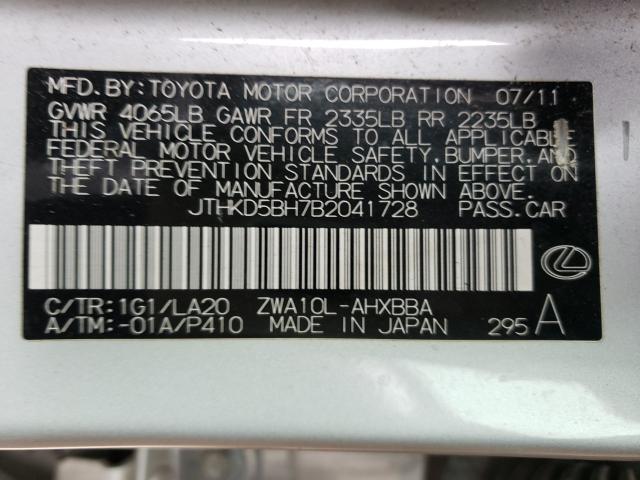 MFD. BY: TOYOTA MOTOR CORPORATION 07/11
GVWR 4065LB GAWR FR 2335LB RR 2235LB
THIS VEHICLE CONFORMS TO ALL APPLICABLE
FEDERAL MOTOR VEHICLE SAFETY, BUMPER, AND
THEFT PREVENTION STANDARDS IN EFFECT ON
THE DATE OF MANUFACTURE SHOWN ABOVE.
JTHKD5BH7B2041728 PASS. CAR
C/TR: 1G1/LA20 ZWA10L-AHXBBA
A/TM: -01A/P410 MADE IN JAPAN 295 A